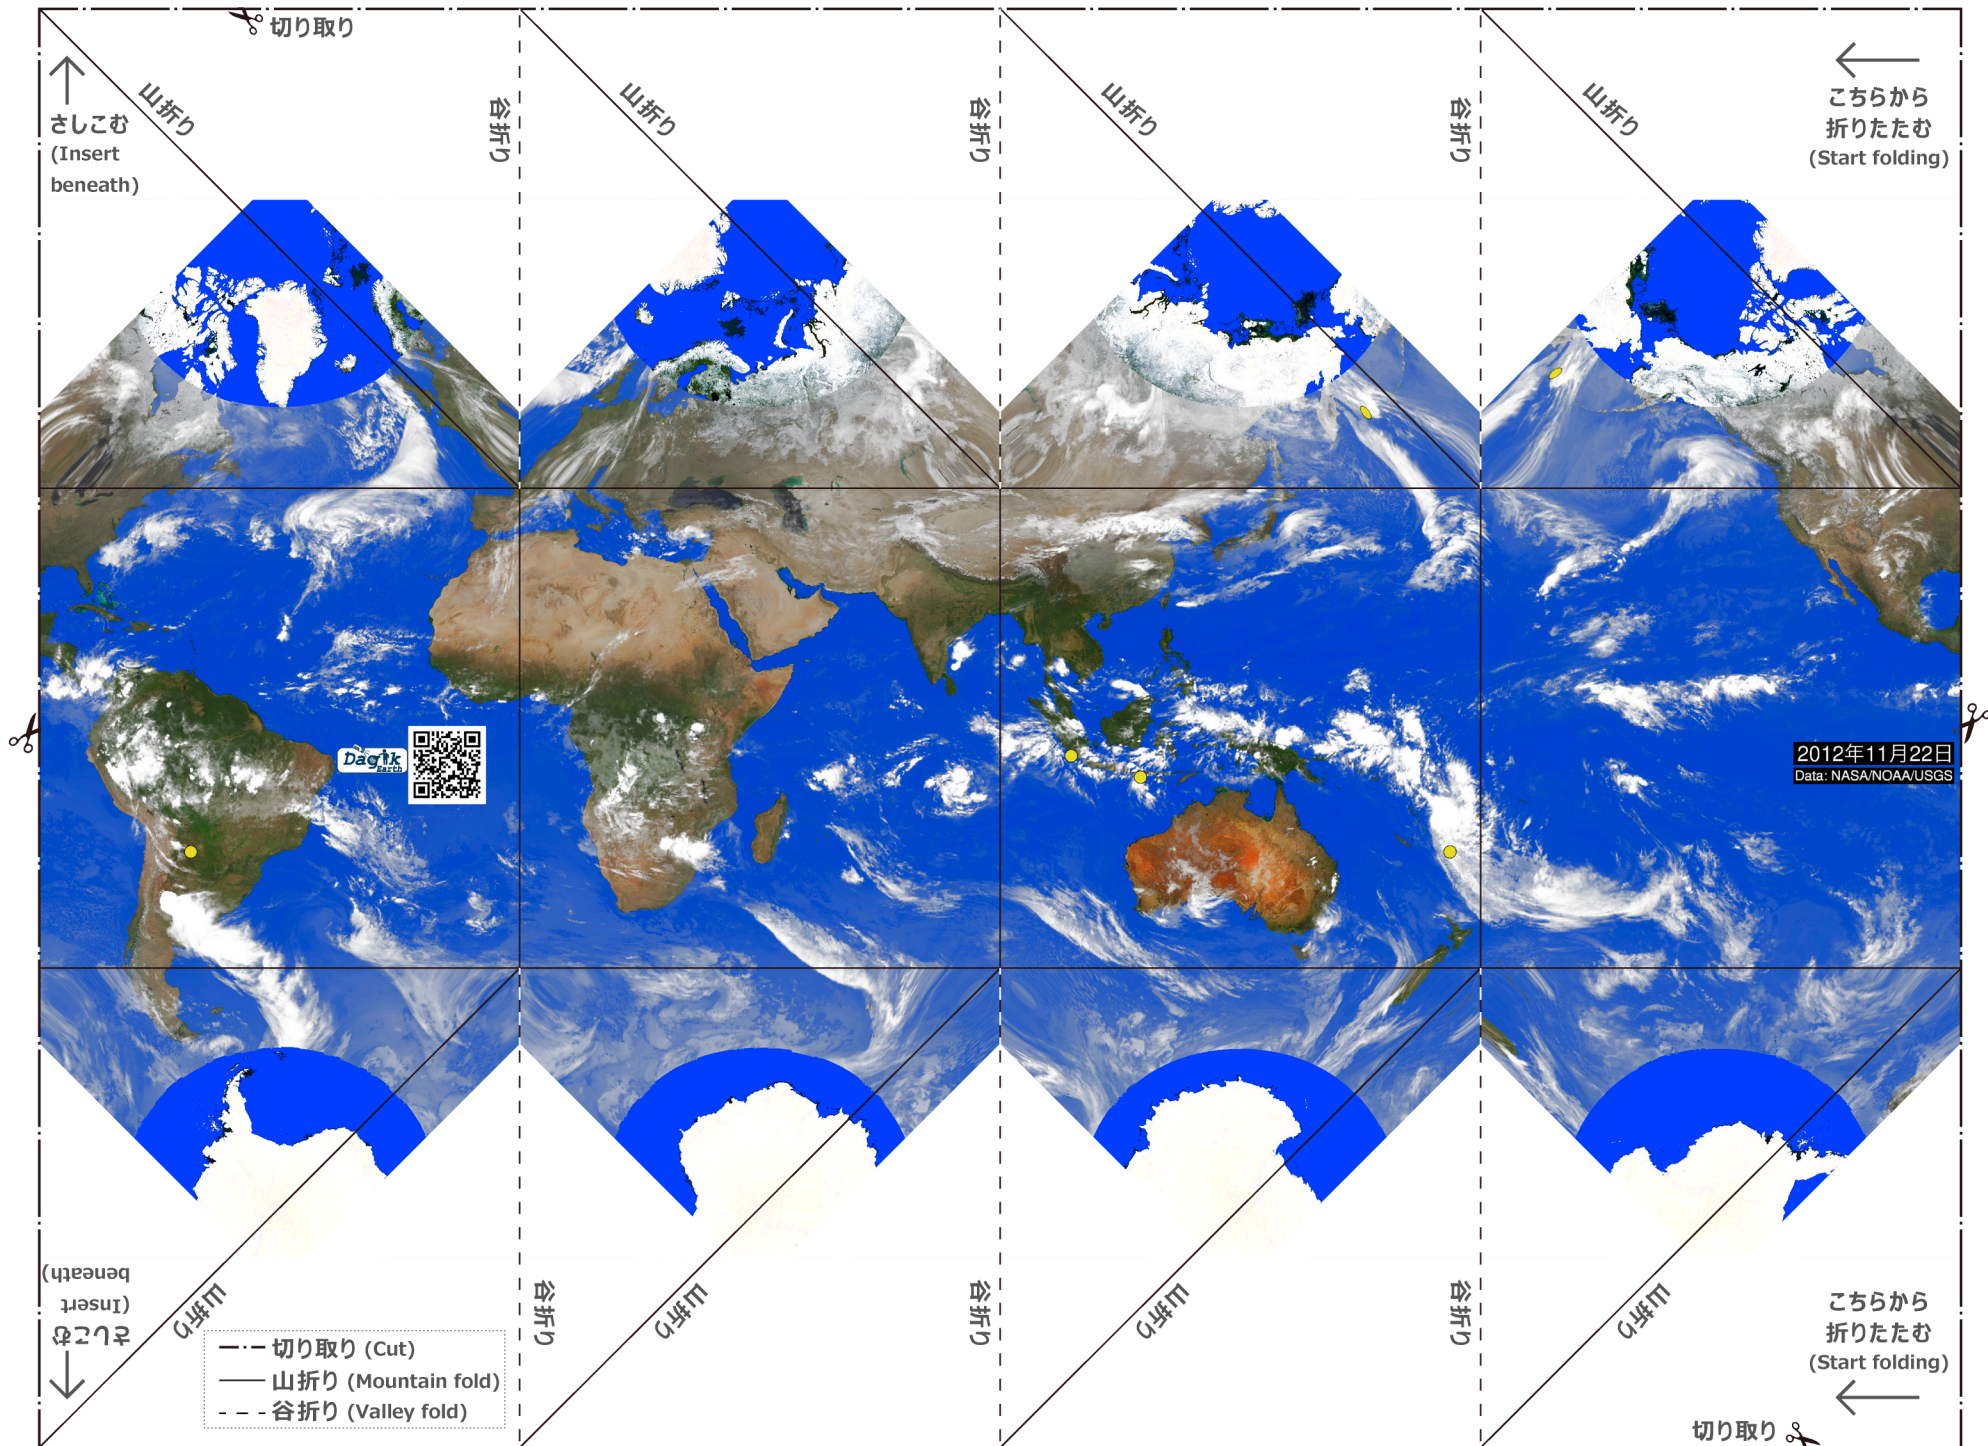 切り取り
さしこむ
(Insert
beneath)
山折り
谷折り
山折り
谷折り
山折り
谷折り
山折り
こちらから
折りたたむ
(Start folding)
Dagik
Earth
2012年11月22日
Data: NASA/NOAA/USGS
さしこむ
(Insert
beneath)
山折り
谷折り
山折り
谷折り
山折り
谷折り
山折り
こちらから
折りたたむ
(Start folding)
切り取り (Cut)
山折り (Mountain fold)
谷折り (Valley fold)
切り取り